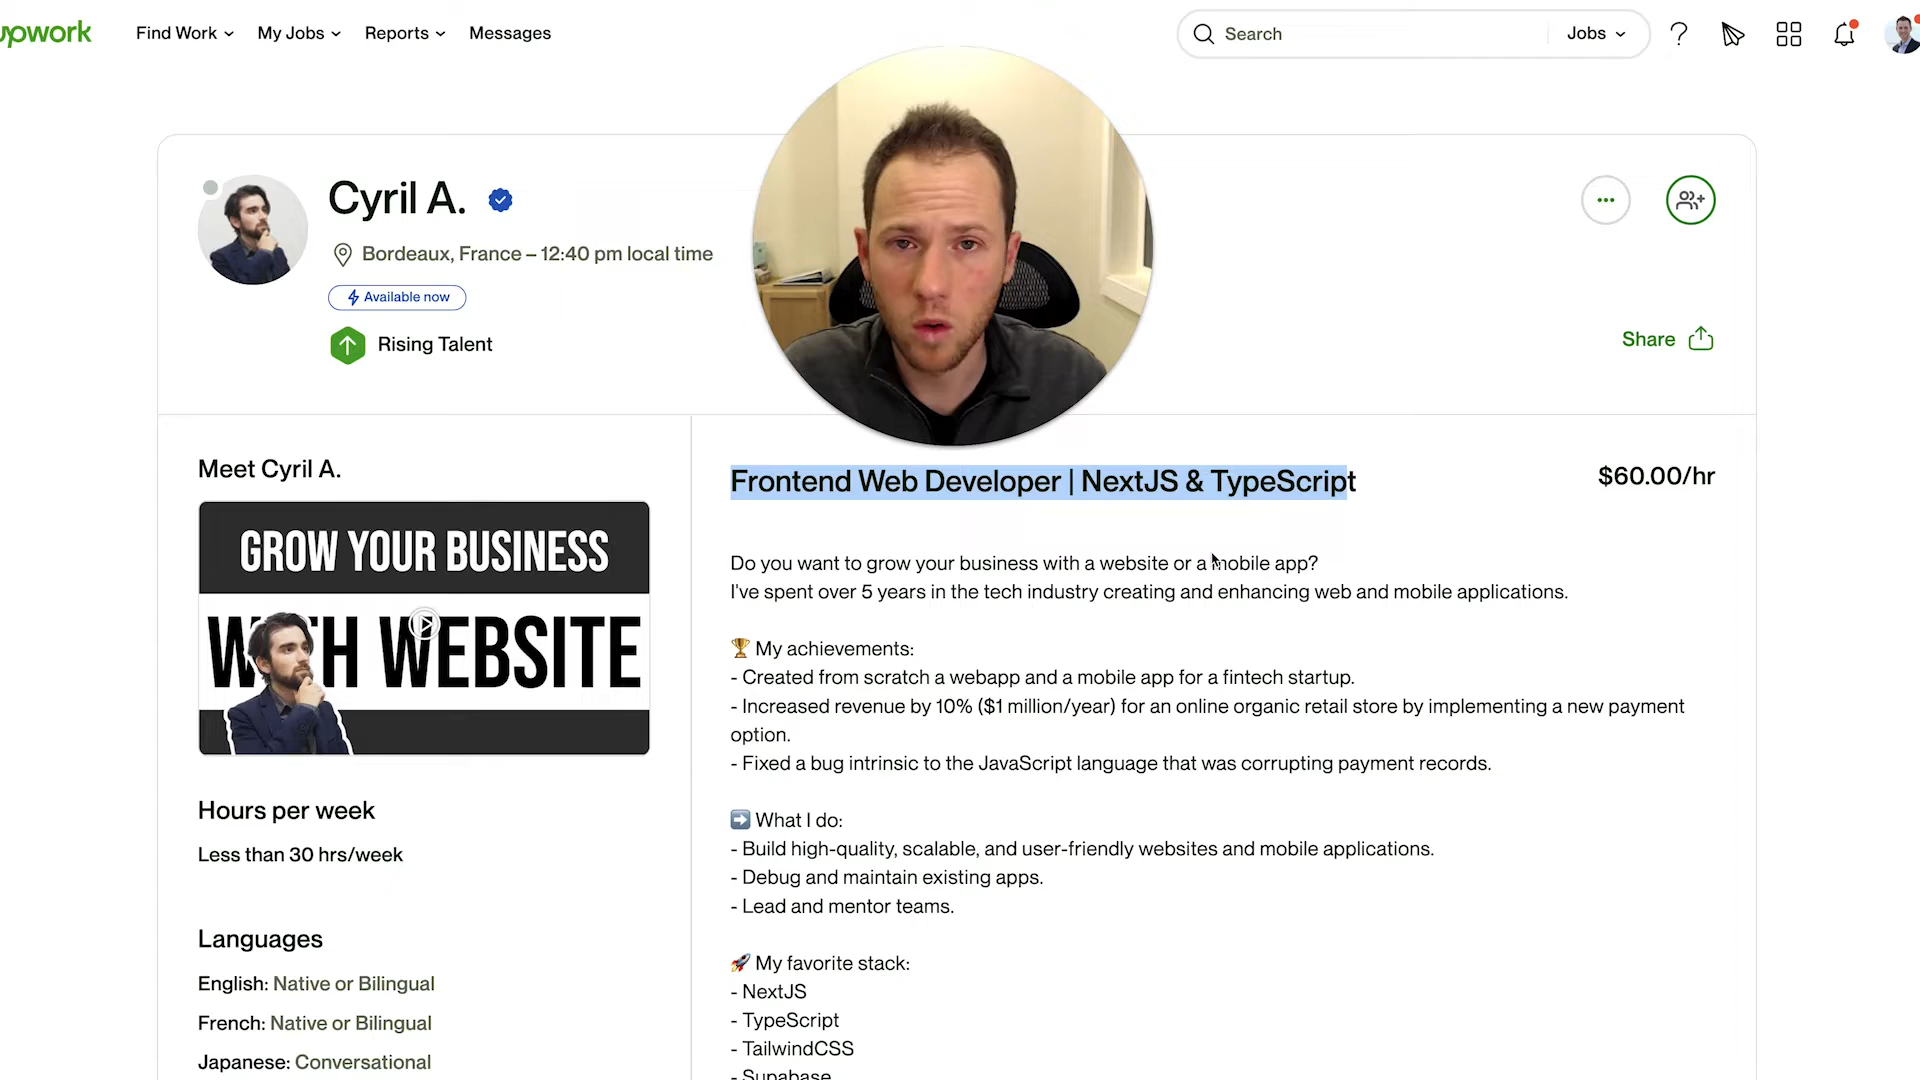 upwork
Find Work
My Jobs
Reports
Messages
Search
Jobs
Cyril A.
Bordeaux, France – 12:40 pm local time
Available now
Rising Talent
Share
Meet Cyril A.
GROW YOUR BUSINESS
WITH WEBSITE
Hours per week
Less than 30 hrs/week
Languages
English: Native or Bilingual
French: Native or Bilingual
Japanese: Conversational
Frontend Web Developer | NextJS & TypeScript
$60.00/hr
Do you want to grow your business with a website or a mobile app?
I've spent over 5 years in the tech industry creating and enhancing web and mobile applications.
🏆 My achievements:
- Created from scratch a webapp and a mobile app for a fintech startup.
- Increased revenue by 10% ($1 million/year) for an online organic retail store by implementing a new payment
option.
- Fixed a bug intrinsic to the JavaScript language that was corrupting payment records.
➡️ What I do:
- Build high-quality, scalable, and user-friendly websites and mobile applications.
- Debug and maintain existing apps.
- Lead and mentor teams.
🚀 My favorite stack:
- NextJS
- TypeScript
- TailwindCSS
- Supabase